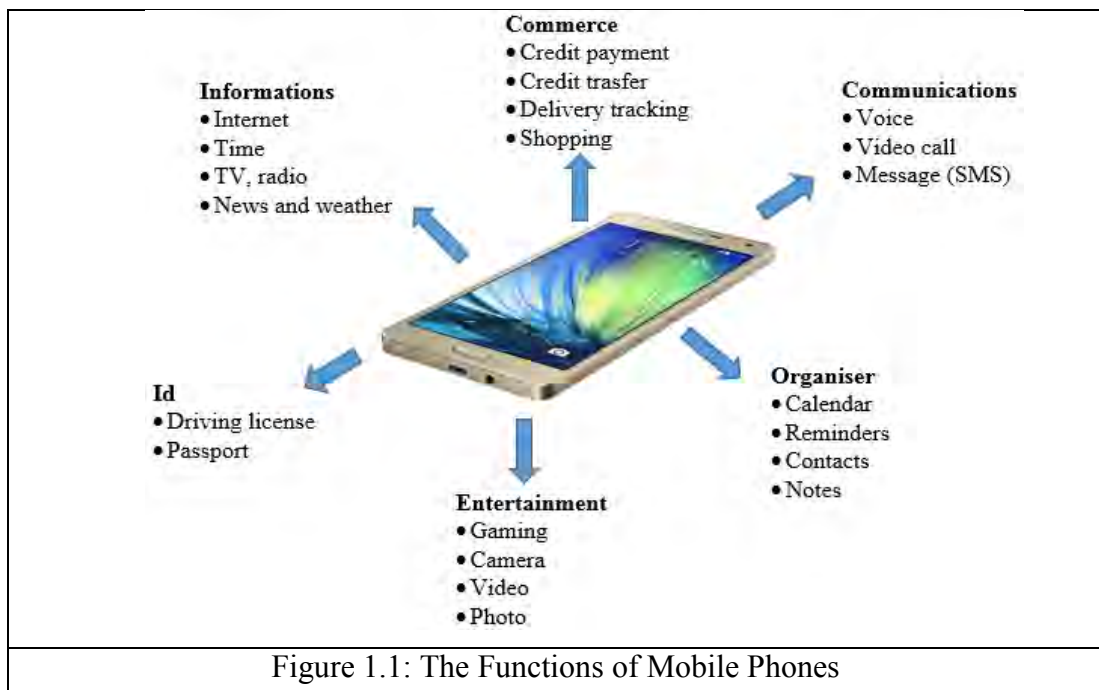 Commerce
• Credit payment
• Credit trasfer
• Delivery tracking
• Shopping
Informations
• Internet
• Time
• TV, radio
• News and weather
Communications
• Voice
• Video call
• Message (SMS)
Id
• Driving license
• Passport
Organiser
• Calendar
• Reminders
• Contacts
• Notes
Entertainment
• Gaming
• Camera
• Video
• Photo
Figure 1.1: The Functions of Mobile Phones